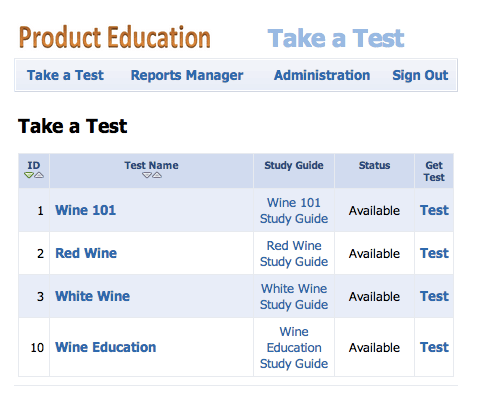 Product Education Take a Test
Take a Test Reports Manager Administration Sign Out
Take a Test
ID Test Name Study Guide Status Get Test
1 Wine 101 Wine 101 Study Guide Available Test
2 Red Wine Red Wine Study Guide Available Test
3 White Wine White Wine Study Guide Available Test
10 Wine Education Wine Education Study Guide Available Test